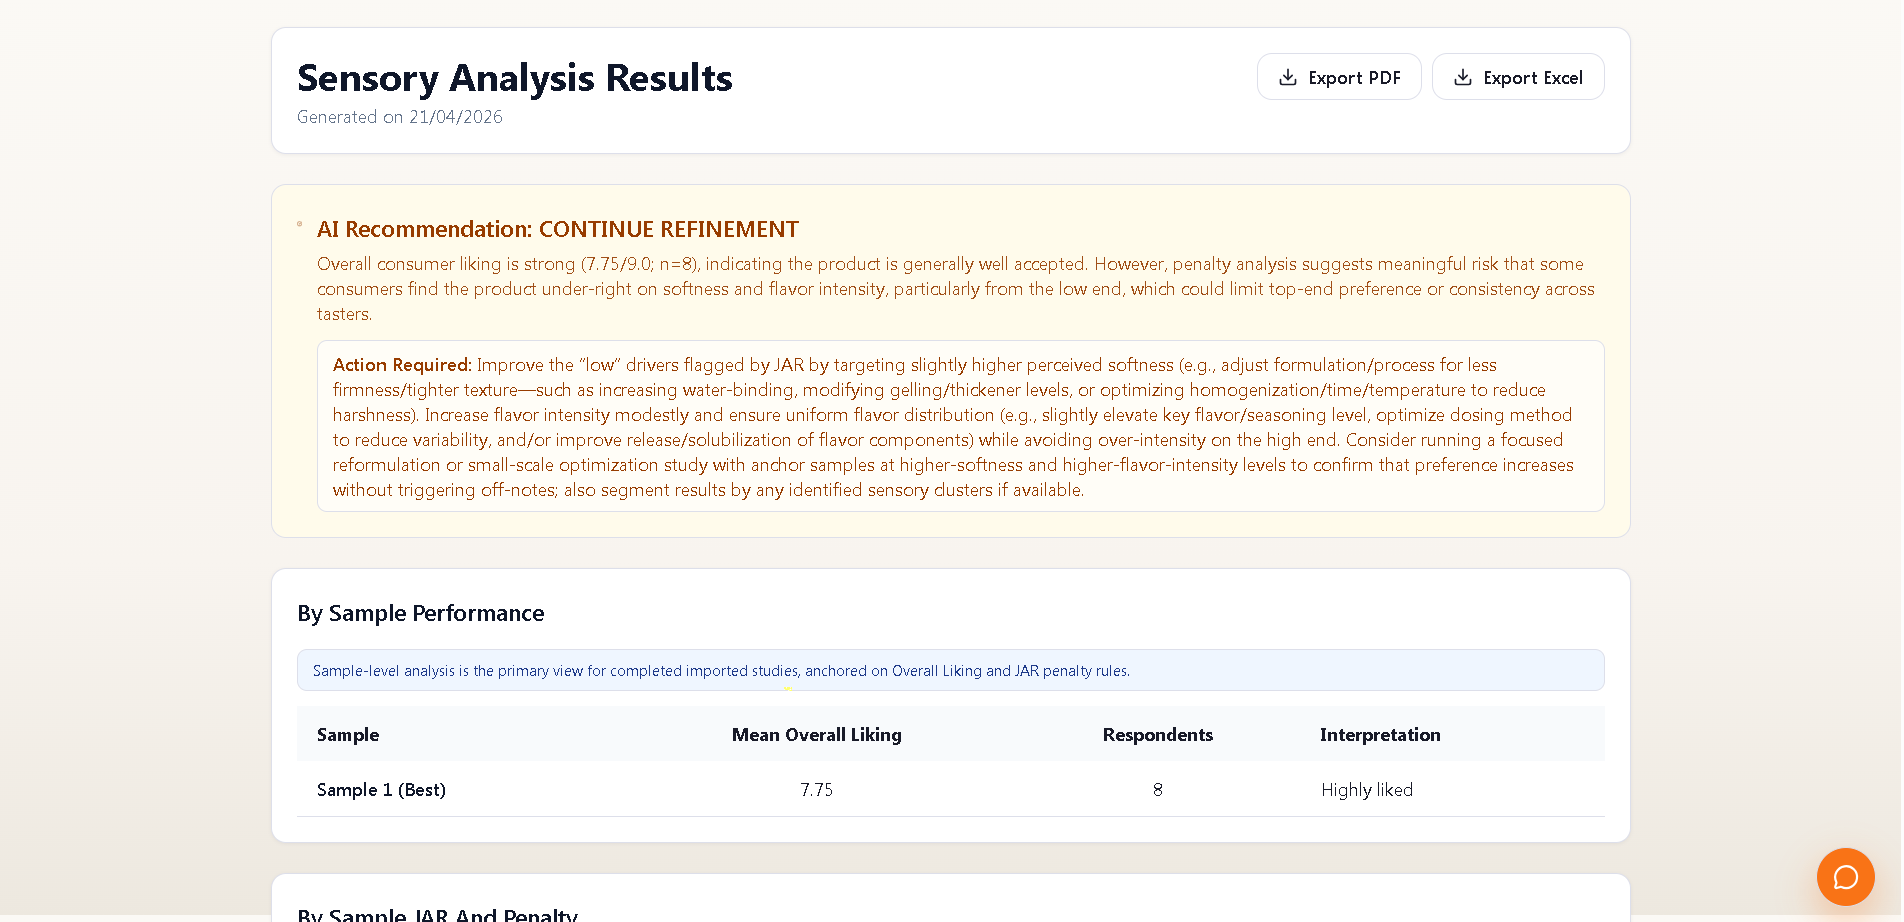 Sensory Analysis Results
Generated on 21/04/2026
Export PDF
Export Excel
AI Recommendation: CONTINUE REFINEMENT
Overall consumer liking is strong (7.75/9.0; n=8), indicating the product is generally well accepted. However, penalty analysis suggests meaningful risk that some
consumers find the product under-right on softness and flavor intensity, particularly from the low end, which could limit top-end preference or consistency across
tasters.
Action Required: Improve the “low” drivers flagged by JAR by targeting slightly higher perceived softness (e.g., adjust formulation/process for less
firmness/tighter texture—such as increasing water-binding, modifying gelling/thickener levels, or optimizing homogenization/time/temperature to reduce
harshness). Increase flavor intensity modestly and ensure uniform flavor distribution (e.g., slightly elevate key flavor/seasoning level, optimize dosing method
to reduce variability, and/or improve release/solubilization of flavor components) while avoiding over-intensity on the high end. Consider running a focused
reformulation or small-scale optimization study with anchor samples at higher-softness and higher-flavor-intensity levels to confirm that preference increases
without triggering off-notes; also segment results by any identified sensory clusters if available.
By Sample Performance
Sample-level analysis is the primary view for completed imported studies, anchored on Overall Liking and JAR penalty rules.
Sample Mean Overall Liking Respondents Interpretation
Sample 1 (Best) 7.75 8 Highly liked
By Sample JAR And Penalty